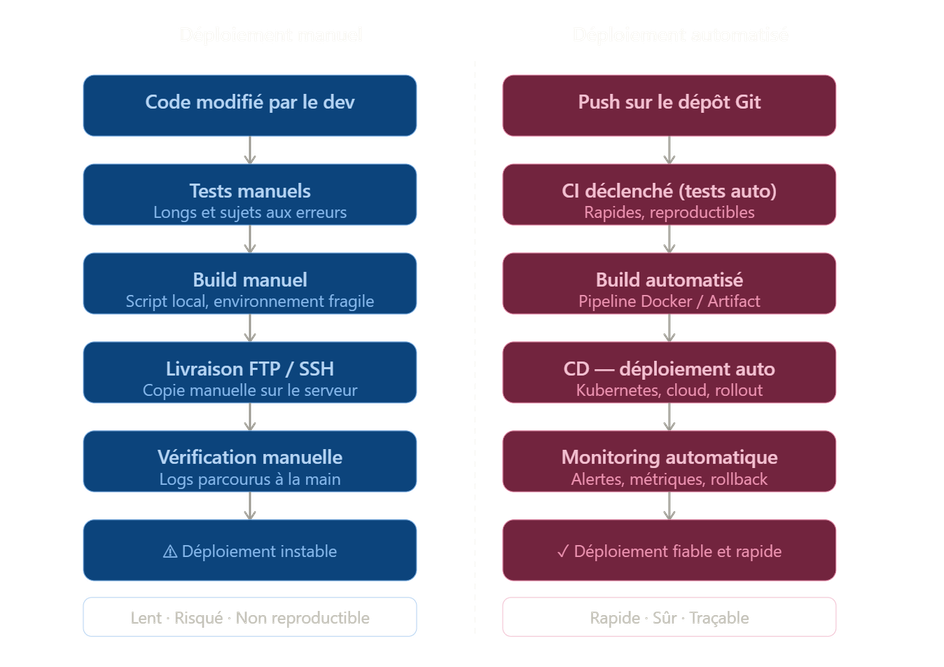 Déploiement manuel
Code modifié par le dev
Tests manuels
Longs et sujets aux erreurs
Build manuel
Script local, environnement fragile
Livraison FTP / SSH
Copie manuelle sur le serveur
Vérification manuelle
Logs parcourus à la main
⚠ Déploiement instable
Lent · Risqué · Non reproductible
Déploiement automatisé
Push sur le dépôt Git
CI déclenché (tests auto)
Rapides, reproductibles
Build automatisé
Pipeline Docker / Artifact
CD — déploiement auto
Kubernetes, cloud, rollout
Monitoring automatique
Alertes, métriques, rollback
✓ Déploiement fiable et rapide
Rapide · Sûr · Traçable